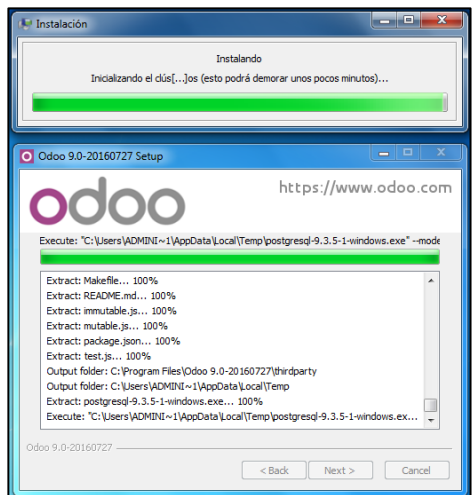 Instalación
Instalando
Inicializando el clús[...]os (esto podrá demorar unos pocos minutos)...
Odoo 9.0-20160727 Setup
odoo
https://www.odoo.com
Execute: "C:\Users\ADMINI~1\AppData\Local\Temp\postgresql-9.3.5-1-windows.exe" --mode
Extract: Makefile... 100%
Extract: README.md... 100%
Extract: immutable.js... 100%
Extract: mutable.js... 100%
Extract: package.json... 100%
Extract: test.js... 100%
Output folder: C:\Program Files\Odoo 9.0-20160727\thirdparty
Output folder: C:\Users\ADMINI~1\AppData\Local\Temp
Extract: postgresql-9.3.5-1-windows.exe... 100%
Execute: "C:\Users\ADMINI~1\AppData\Local\Temp\postgresql-9.3.5-1-windows.ex...
Odoo 9.0-20160727
< Back Next > Cancel